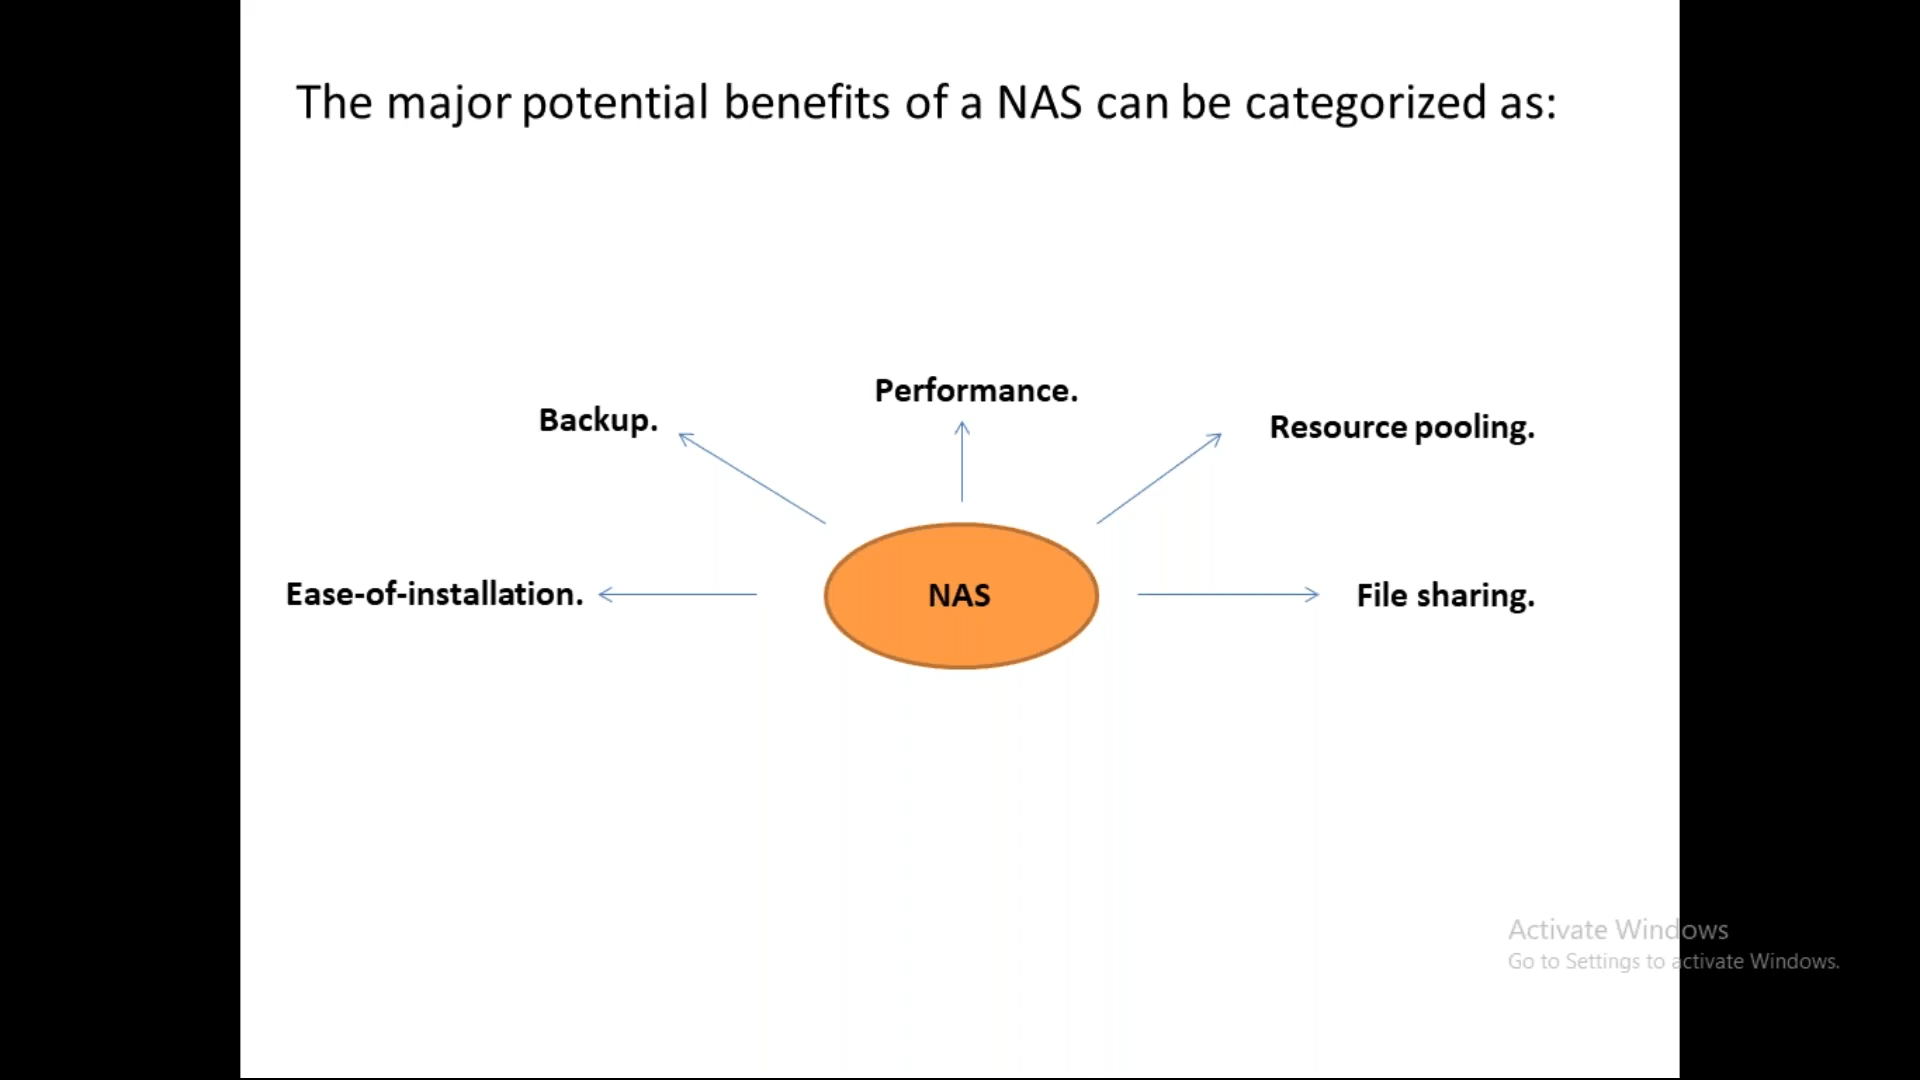 The major potential benefits of a NAS can be categorized as:
Performance.
Backup.
Resource pooling.
Ease-of-installation.
NAS
File sharing.
Activate Windows
Go to Settings to activate Windows.